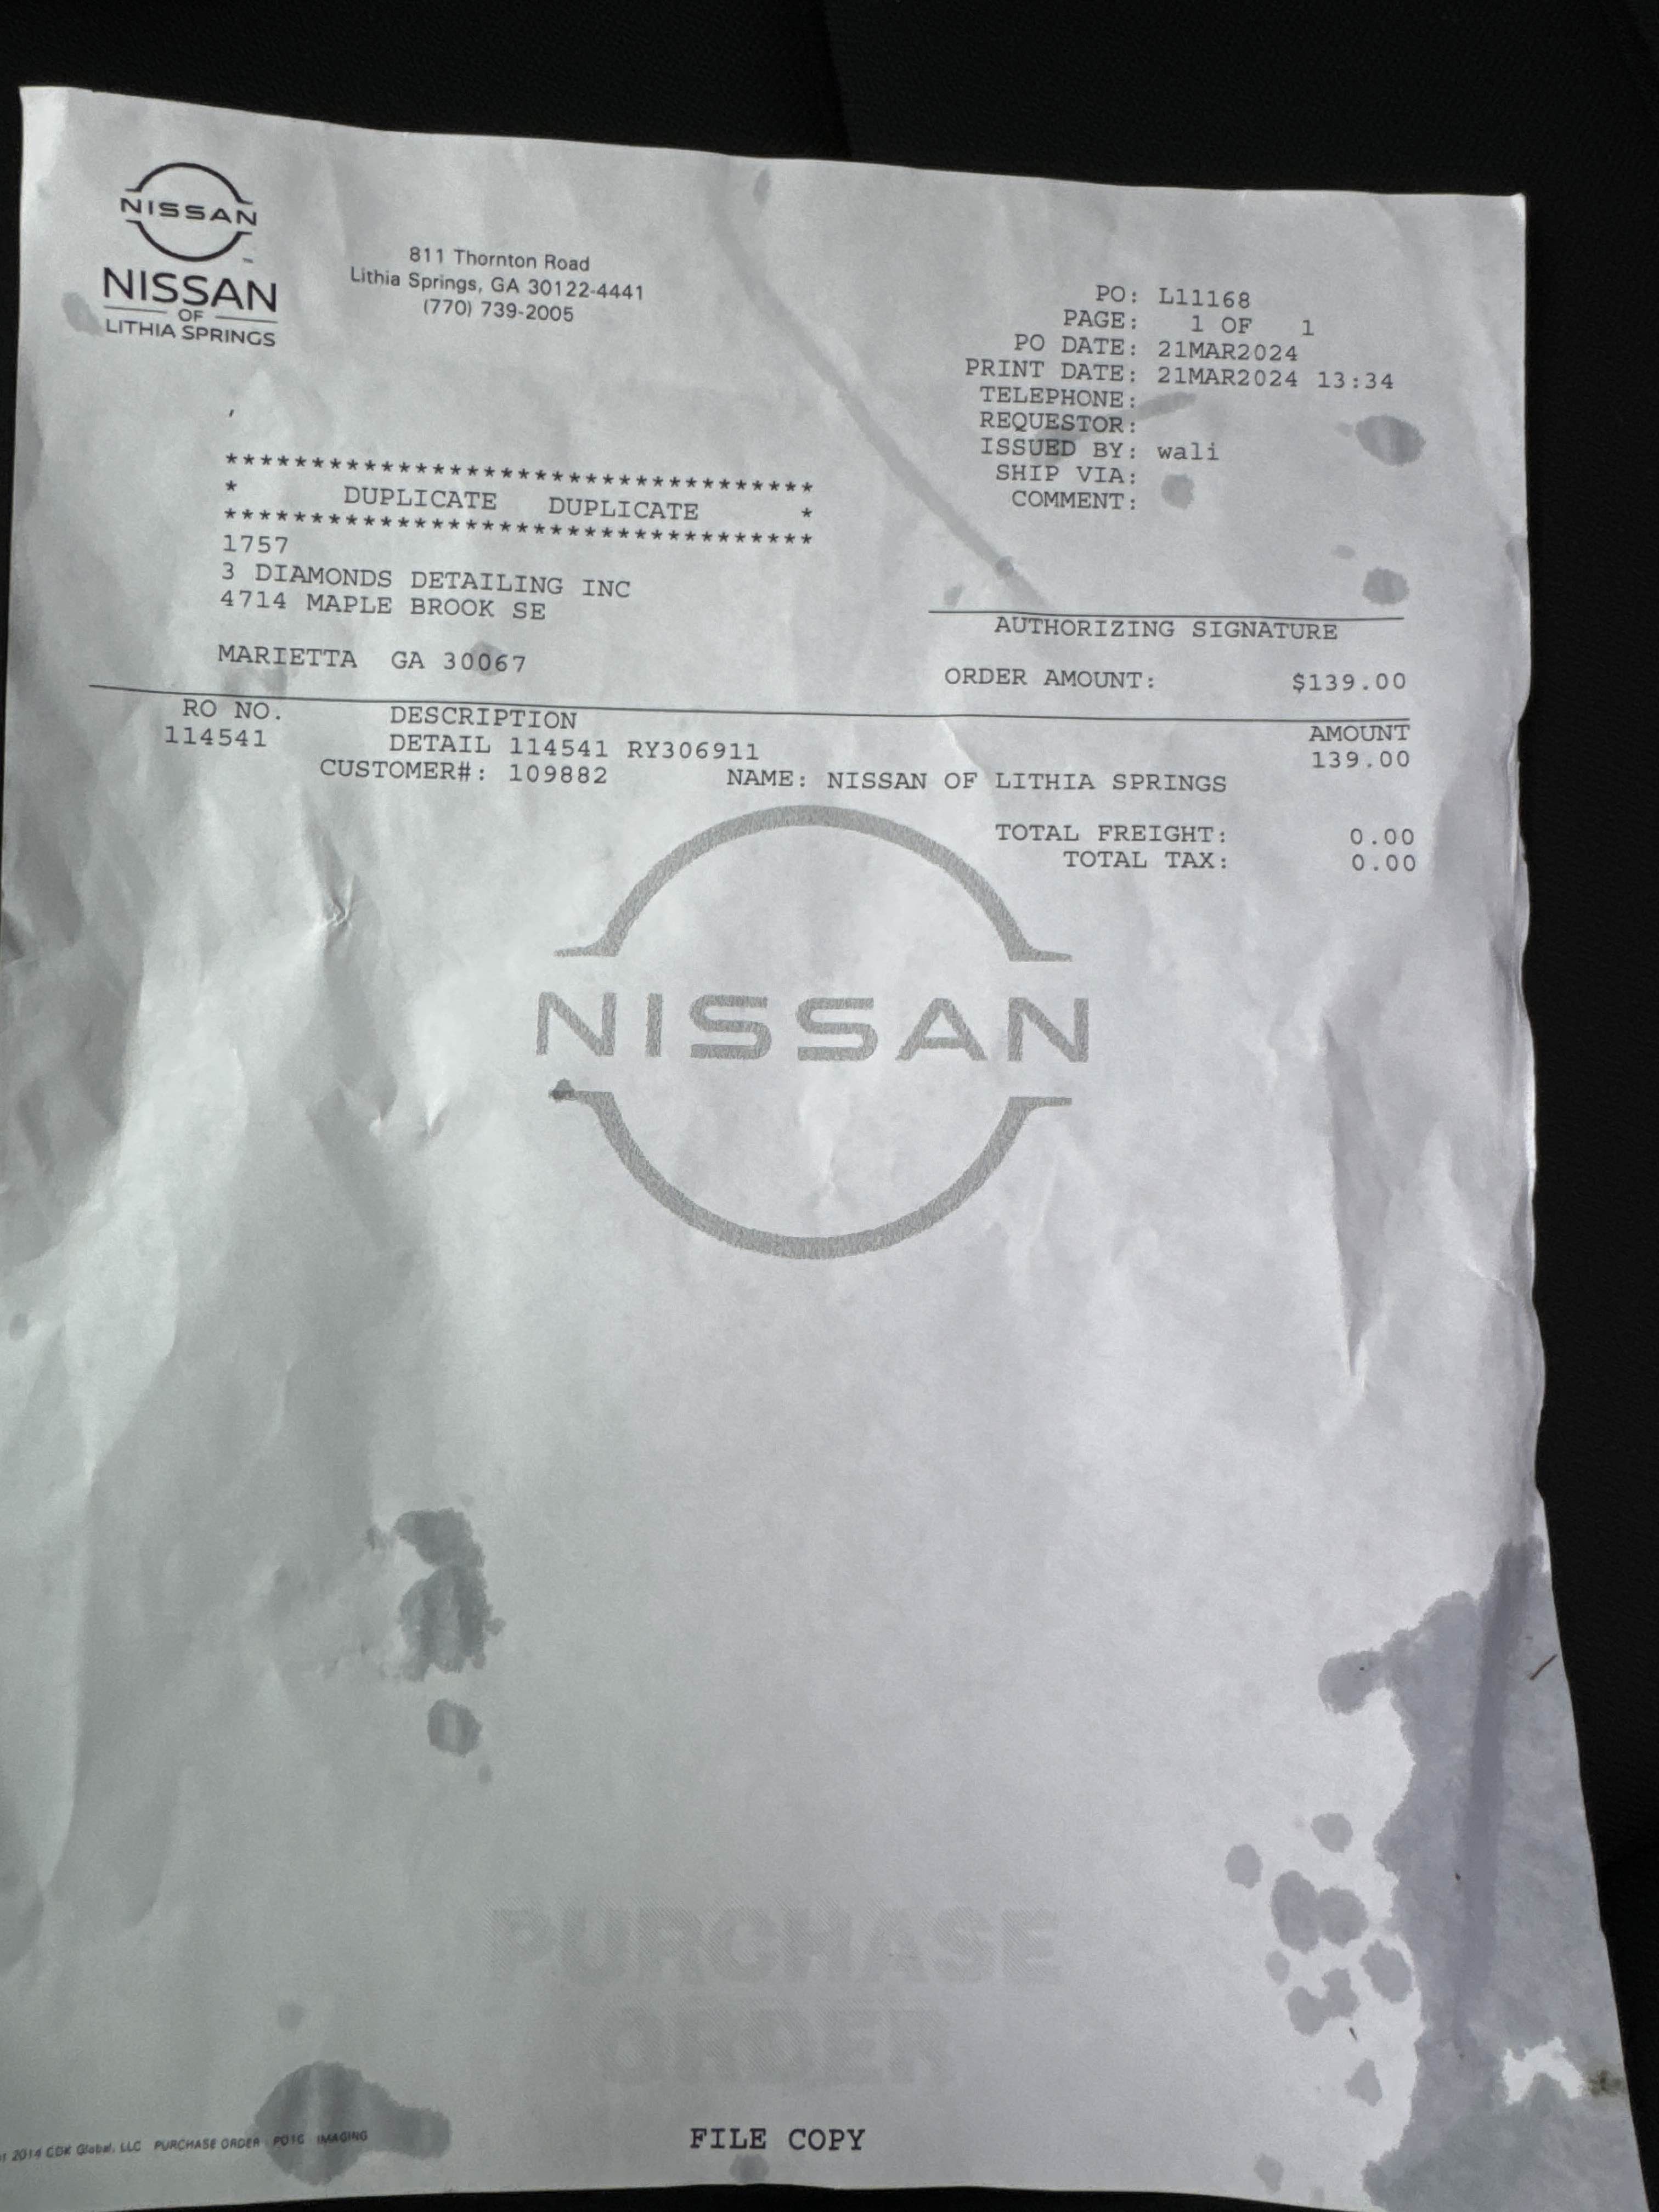 NISSAN
NISSAN
OF
LITHIA SPRINGS
811 Thornton Road
Lithia Springs, GA 30122-4441
(770) 739-2005
PO: L11168
PAGE: 1 OF 1
PO DATE: 21MAR2024
PRINT DATE: 21MAR2024 13:34
TELEPHONE:
REQUESTOR:
ISSUED BY: wali
SHIP VIA:
COMMENT:
,
**********************************
* DUPLICATE DUPLICATE *
**********************************
1757
3 DIAMONDS DETAILING INC
4714 MAPLE BROOK SE
MARIETTA GA 30067
AUTHORIZING SIGNATURE
ORDER AMOUNT: $139.00
RO NO. DESCRIPTION AMOUNT
114541 DETAIL 114541 RY306911 139.00
CUSTOMER#: 109882 NAME: NISSAN OF LITHIA SPRINGS
TOTAL FREIGHT: 0.00
TOTAL TAX: 0.00
NISSAN
PURCHASE
ORDER
FILE COPY
2014 CDK Global, LLC PURCHASE ORDER PO1C IMAGING